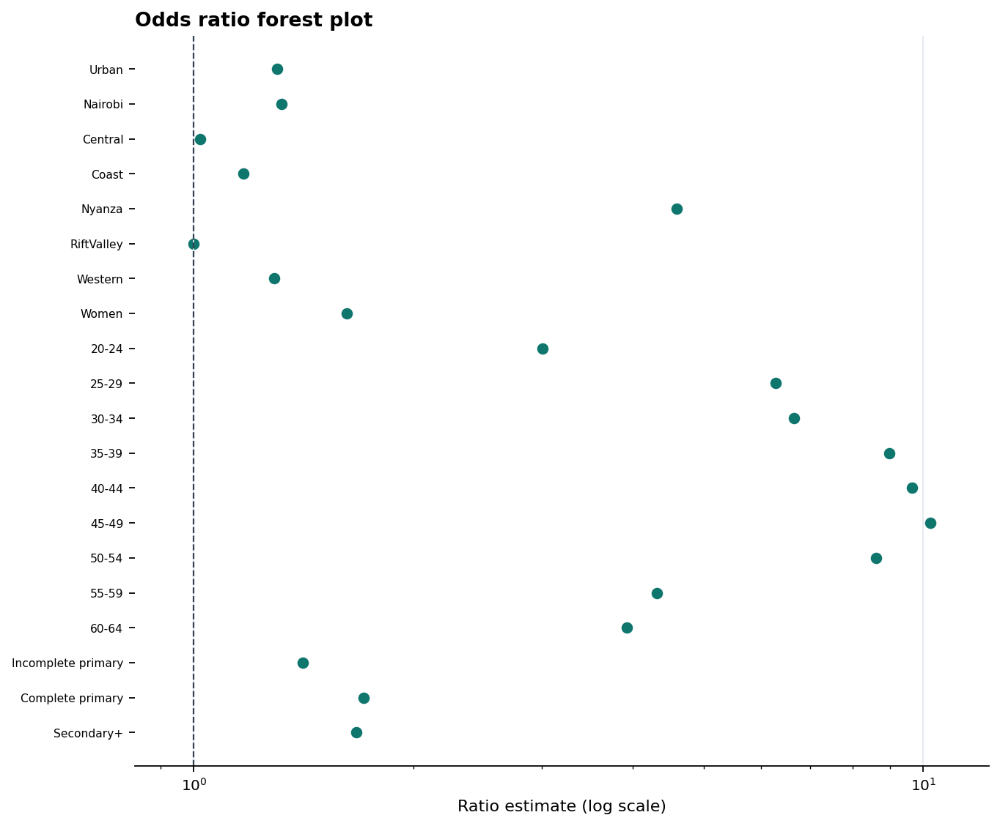 Odds ratio forest plot
Urban
Nairobi
Central
Coast
Nyanza
RiftValley
Western
Women
20-24
25-29
30-34
35-39
40-44
45-49
50-54
55-59
60-64
Incomplete primary
Complete primary
Secondary+
10⁰ 10¹
Ratio estimate (log scale)